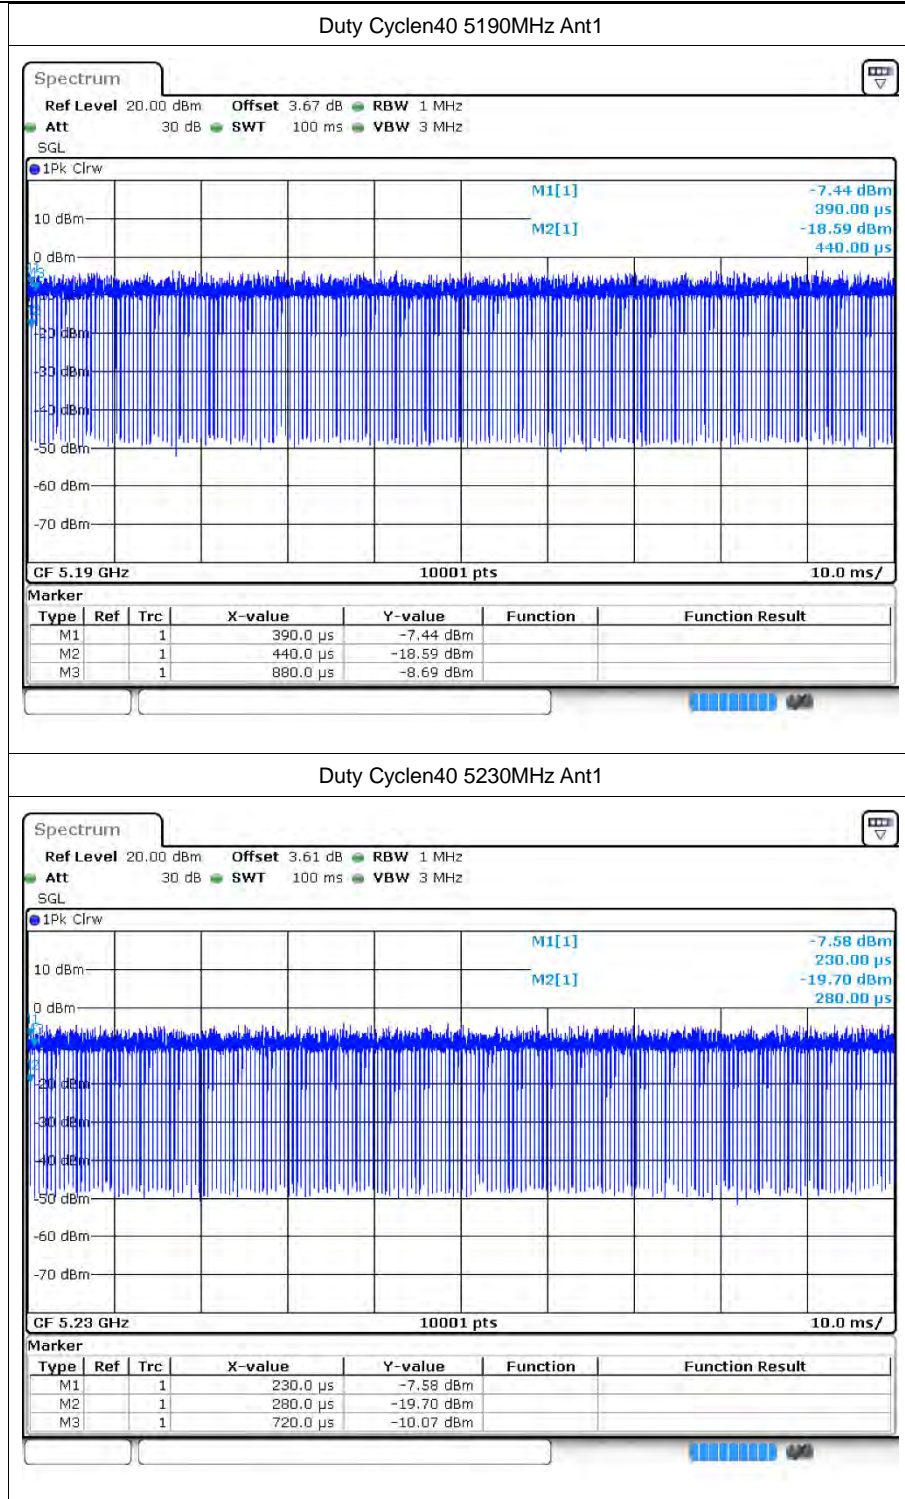 Duty Cyclen40 5190MHz Ant1
Spectrum
Ref Level 20.00 dBm Offset 3.67 dB RBW 1 MHz
Att 30 dB SWT 100 ms VBW 3 MHz
SGL
1Pk Clrw
M1[1] -7.44 dBm
390.00 µs
10 dBm
M2[1] -18.59 dBm
440.00 µs
0 dBm
-20 dBm
-30 dBm
-40 dBm
-50 dBm
-60 dBm
-70 dBm
CF 5.19 GHz 10001 pts 10.0 ms/
Marker
Type Ref Trc X-value Y-value Function Function Result
M1 1 390.0 µs -7.44 dBm
M2 1 440.0 µs -18.59 dBm
M3 1 880.0 µs -8.69 dBm
Duty Cyclen40 5230MHz Ant1
Spectrum
Ref Level 20.00 dBm Offset 3.61 dB RBW 1 MHz
Att 30 dB SWT 100 ms VBW 3 MHz
SGL
1Pk Clrw
M1[1] -7.58 dBm
230.00 µs
10 dBm
M2[1] -19.70 dBm
280.00 µs
0 dBm
-20 dBm
-30 dBm
-40 dBm
-50 dBm
-60 dBm
-70 dBm
CF 5.23 GHz 10001 pts 10.0 ms/
Marker
Type Ref Trc X-value Y-value Function Function Result
M1 1 230.0 µs -7.58 dBm
M2 1 280.0 µs -19.70 dBm
M3 1 720.0 µs -10.07 dBm